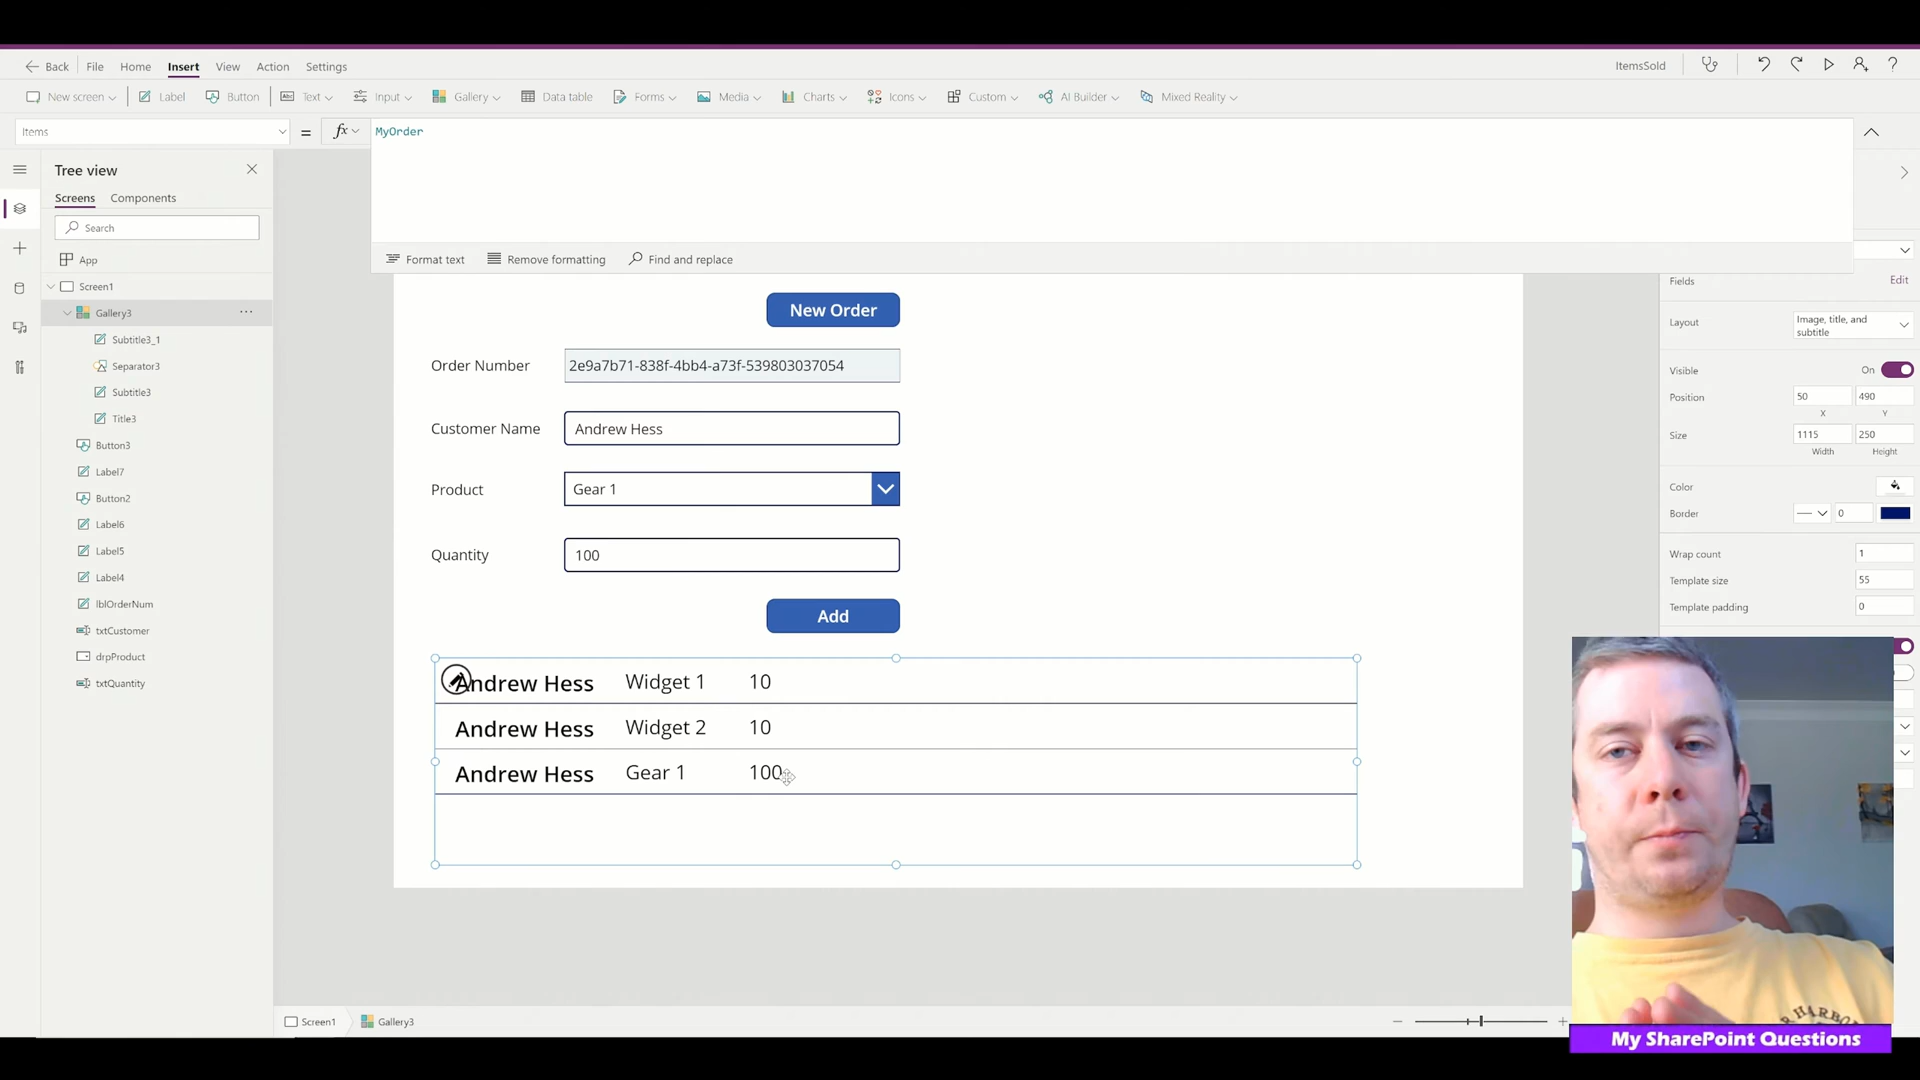 Back File Home Insert View Action Settings ItemsSold
New screen Label Button Text Input Gallery Data table Forms Media Charts Icons Custom AI Builder Mixed Reality
Items = fx MyOrder
Tree view
Screens Components
Search
App
Screen1
Gallery3 ...
Subtitle3_1
Separator3
Subtitle3
Title3
Button3
Label7
Button2
Label6
Label5
Label4
lblOrderNum
txtCustomer
drpProduct
txtQuantity
Format text Remove formatting Find and replace
New Order
Order Number 2e9a7b71-838f-4bb4-a73f-539803037054
Customer Name Andrew Hess
Product Gear 1
Quantity 100
Add
Andrew Hess Widget 1 10
Andrew Hess Widget 2 10
Andrew Hess Gear 1 100
Screen1 Gallery3
Fields Edit
Layout Image, title, and
subtitle
Visible On
Position 50 490
X Y
Size 1115 250
Width Height
Color
Border 0
Wrap count 1
Template size 55
Template padding 0
R HARBO
My SharePoint Questions